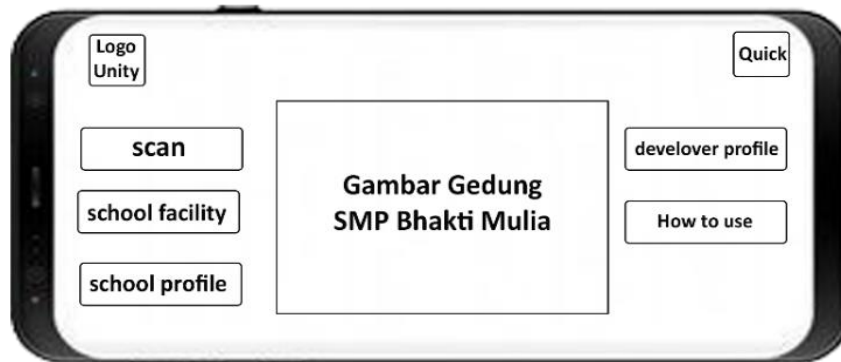 Logo
Unity
Quick
scan
school facility
school profile
Gambar Gedung
SMP Bhakti Mulia
develover profile
How to use